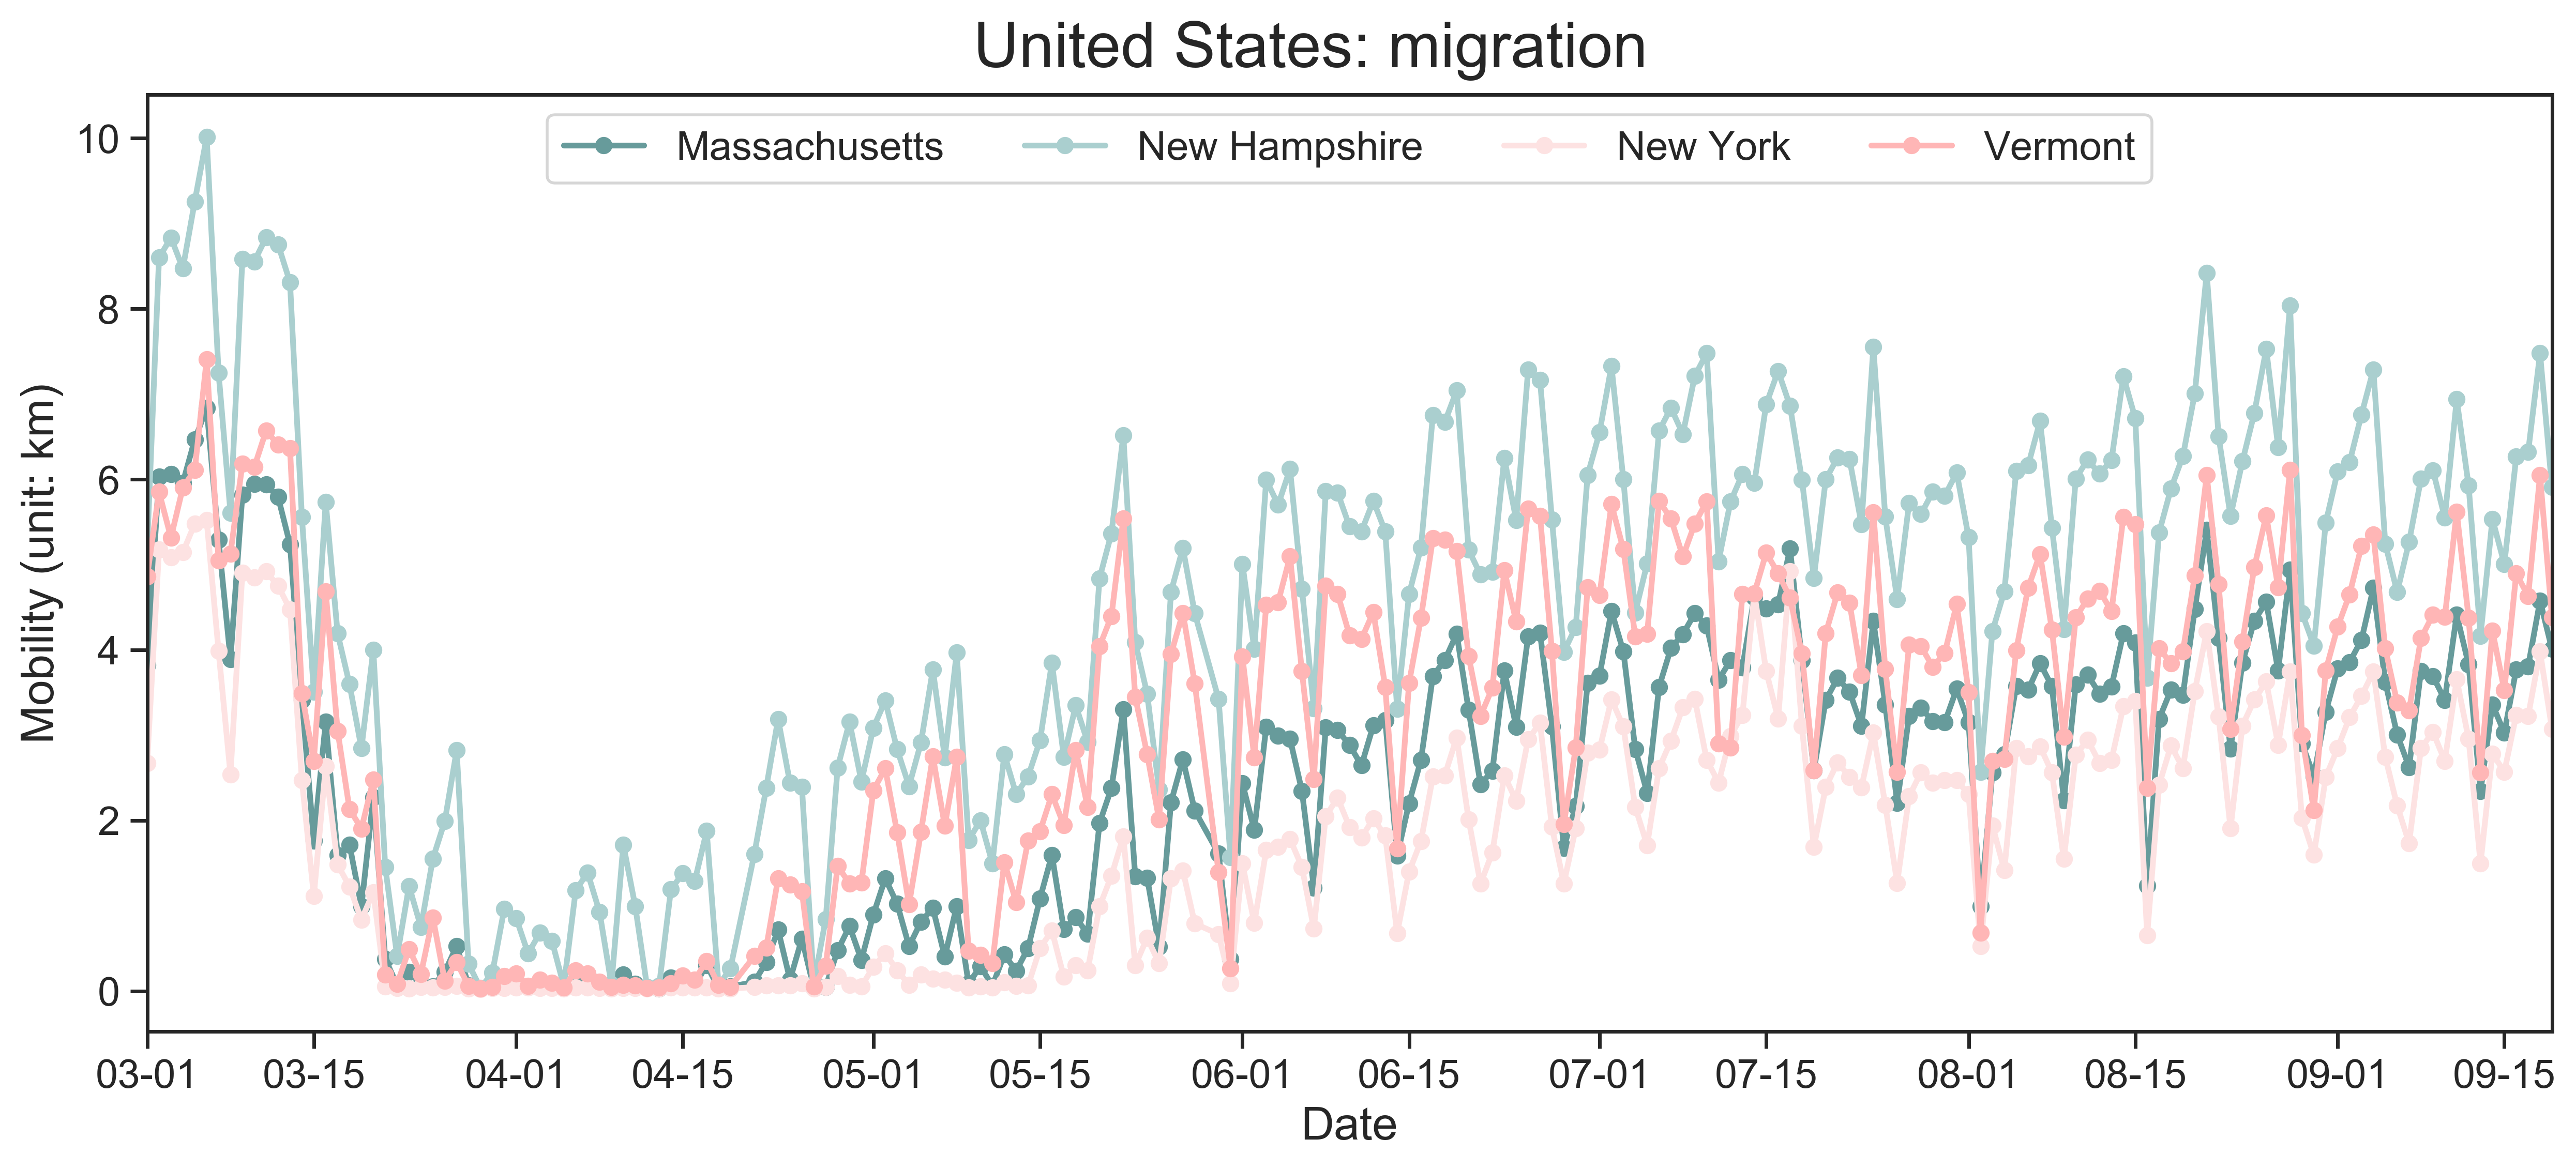 United States: migration
Massachusetts New Hampshire New York Vermont
10
8
6
4
2
0
Mobility (unit: km)
03-01 03-15 04-01 04-15 05-01 05-15 06-01 06-15 07-01 07-15 08-01 08-15 09-01 09-15
Date